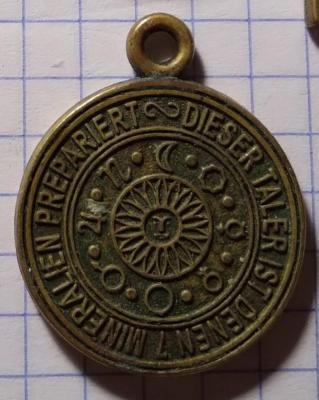 DIESER TALER IST DENEN 7 MINERALIEN PREPARIERT